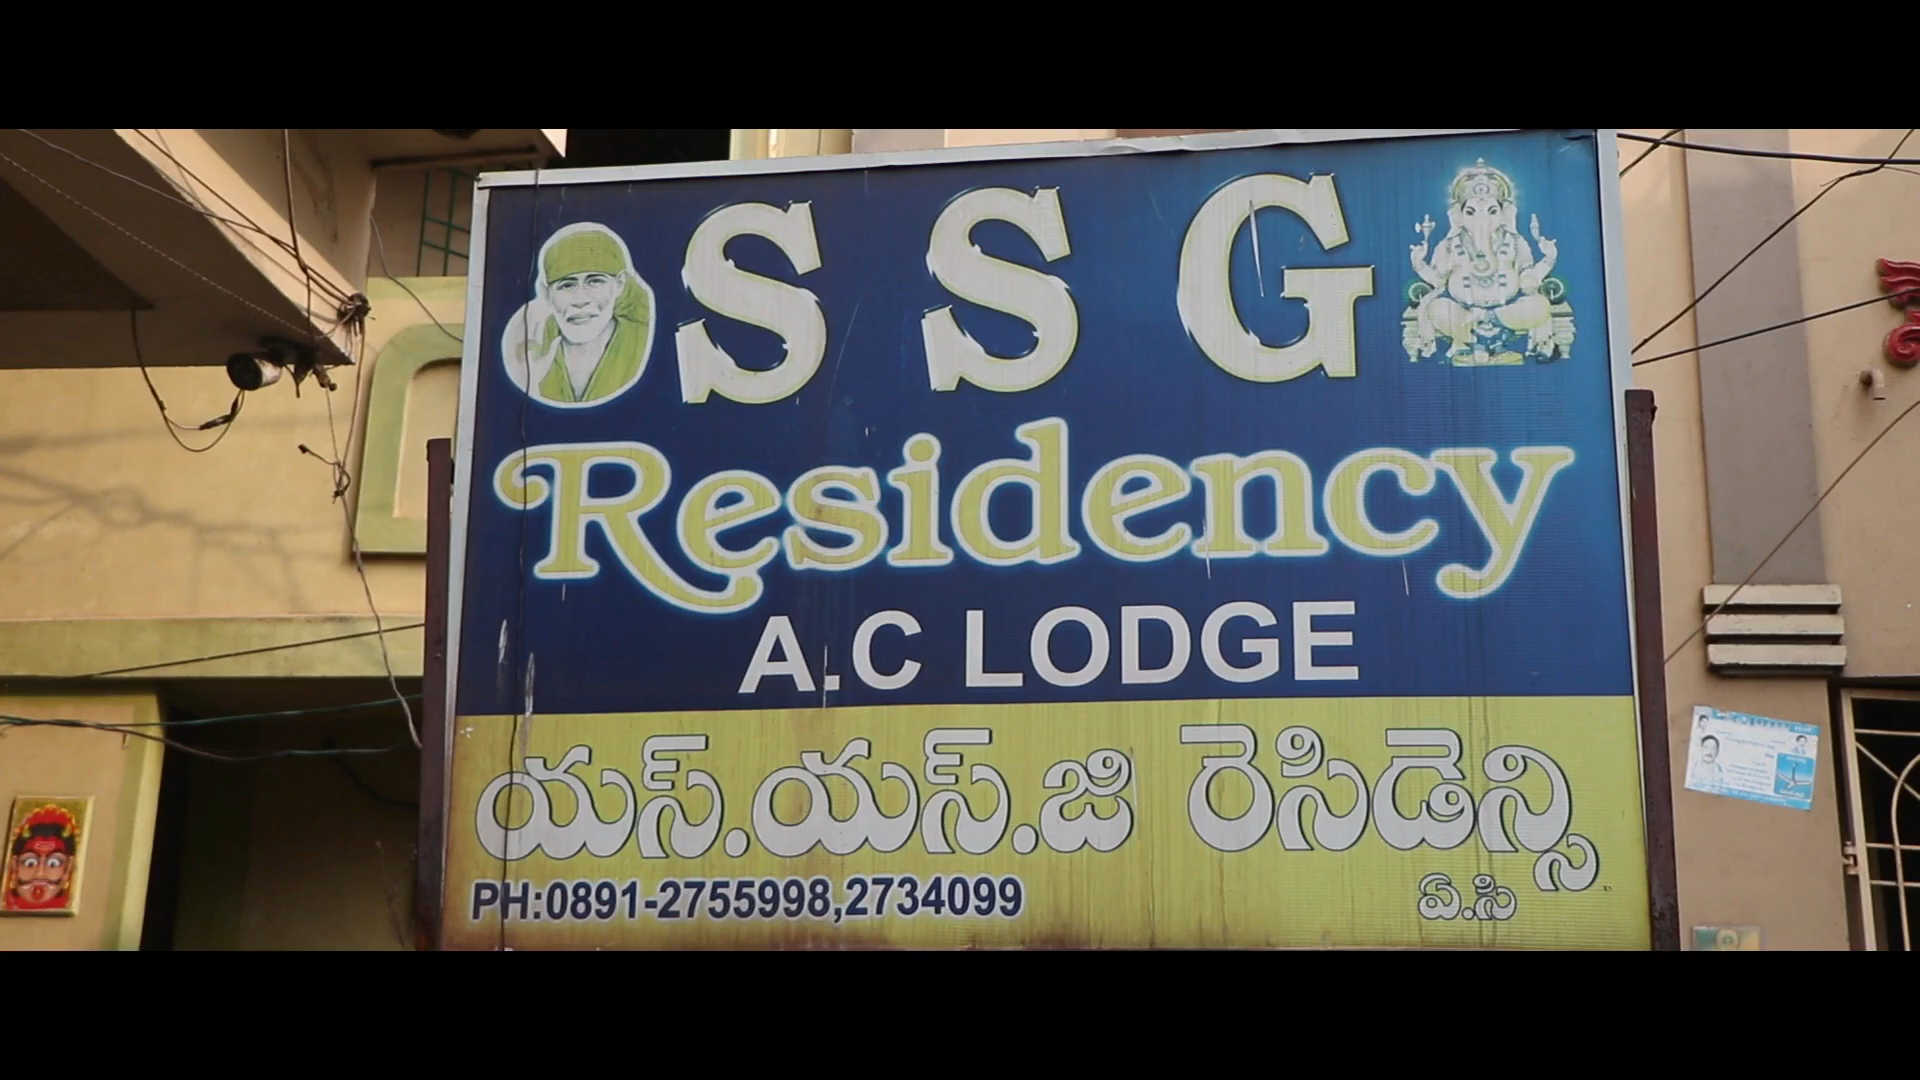 S S G
Residency
A.C LODGE
యస్.యస్.జి రెసిడెన్సి
PH:0891-2755998,2734099
ఏ.సి